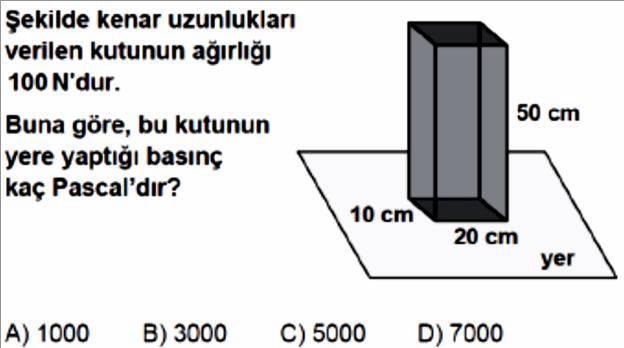 Şekilde kenar uzunlukları
verilen kutunun ağırlığı
100 N'dur.
Buna göre, bu kutunun
yere yaptığı basınç
kaç Pascal'dır?
50 cm
10 cm
20 cm
yer
A) 1000 B) 3000 C) 5000 D) 7000